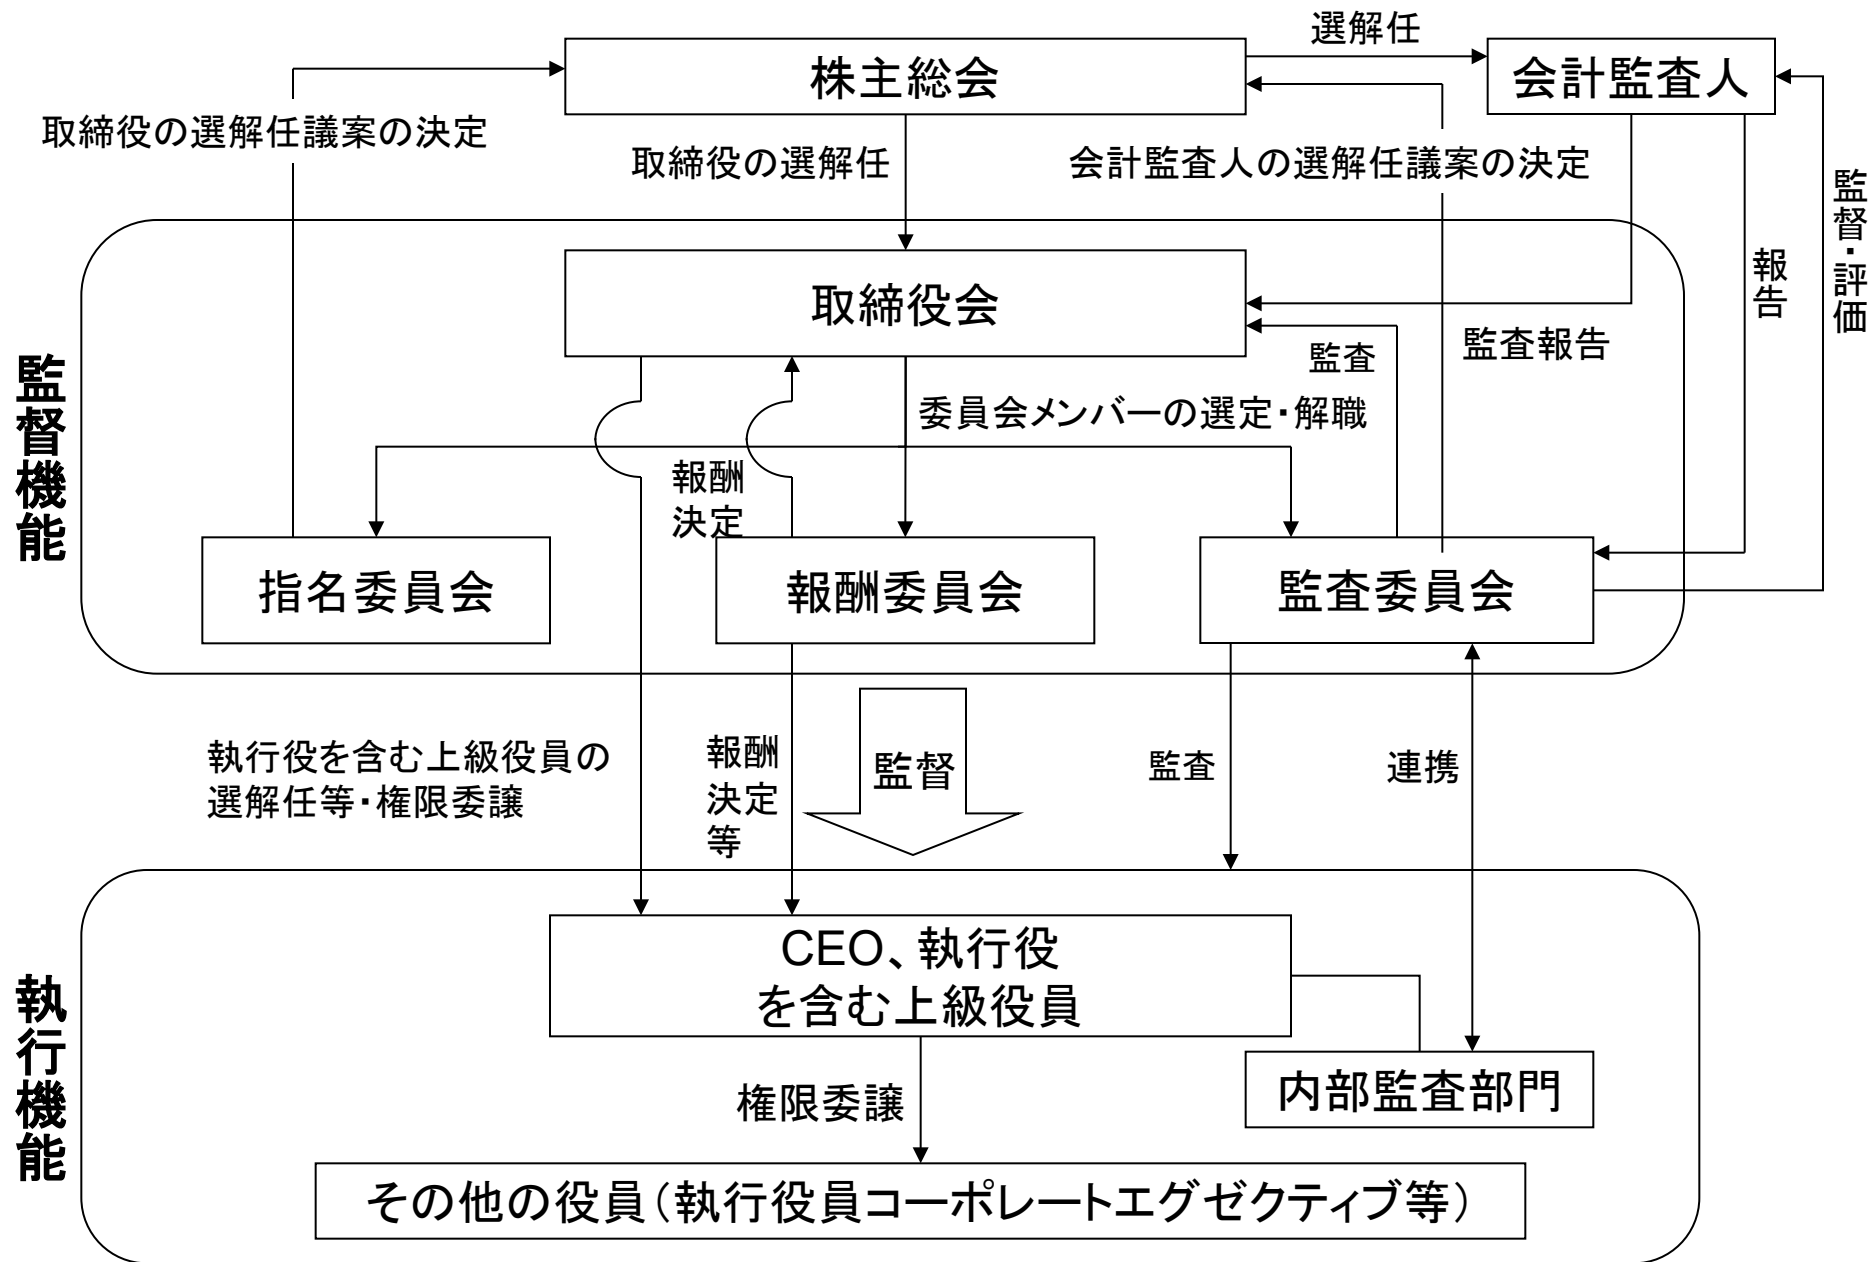 選解任
株主総会
会計監査人
取締役の選解任議案の決定
取締役の選解任
会計監査人の選解任議案の決定
監督・評価
報告
取締役会
監査報告
監査
委員会メンバーの選定・解職
監督機能
報酬
決定
指名委員会
報酬委員会
監査委員会
執行役を含む上級役員の
選解任等・権限委譲
報酬
決定
等
監督
監査
連携
執行機能
CEO、執行役
を含む上級役員
権限委譲
内部監査部門
その他の役員（執行役員コーポレートエグゼクティブ等）